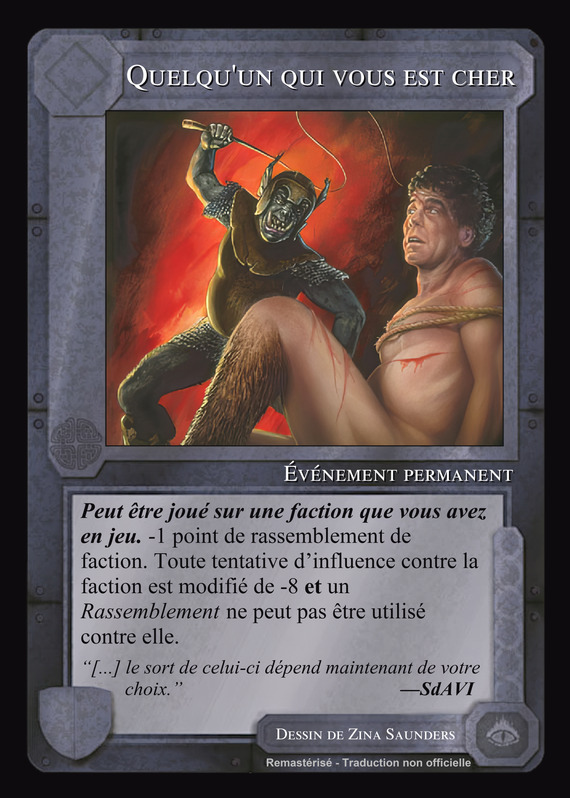 Quelqu'un qui vous est cher
Événement permanent
Peut être joué sur une faction que vous avez
en jeu. -1 point de rassemblement de
faction. Toute tentative d’influence contre la
faction est modifié de -8 et un
Rassemblement ne peut pas être utilisé
contre elle.
“[...] le sort de celui-ci dépend maintenant de votre
choix.” —SdAVI
Dessin de Zina Saunders
Remastérisé - Traduction non officielle